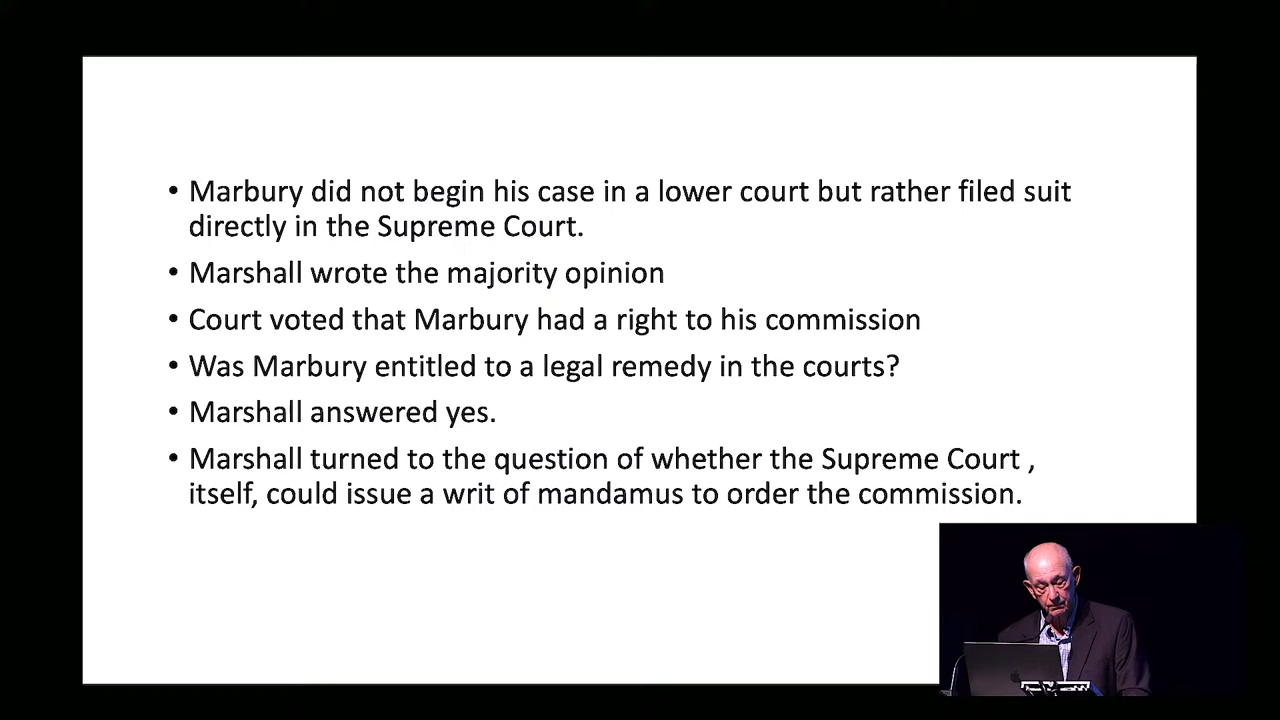 • Marbury did not begin his case in a lower court but rather filed suit
directly in the Supreme Court.
• Marshall wrote the majority opinion
• Court voted that Marbury had a right to his commission
• Was Marbury entitled to a legal remedy in the courts?
• Marshall answered yes.
• Marshall turned to the question of whether the Supreme Court ,
itself, could issue a writ of mandamus to order the commission.